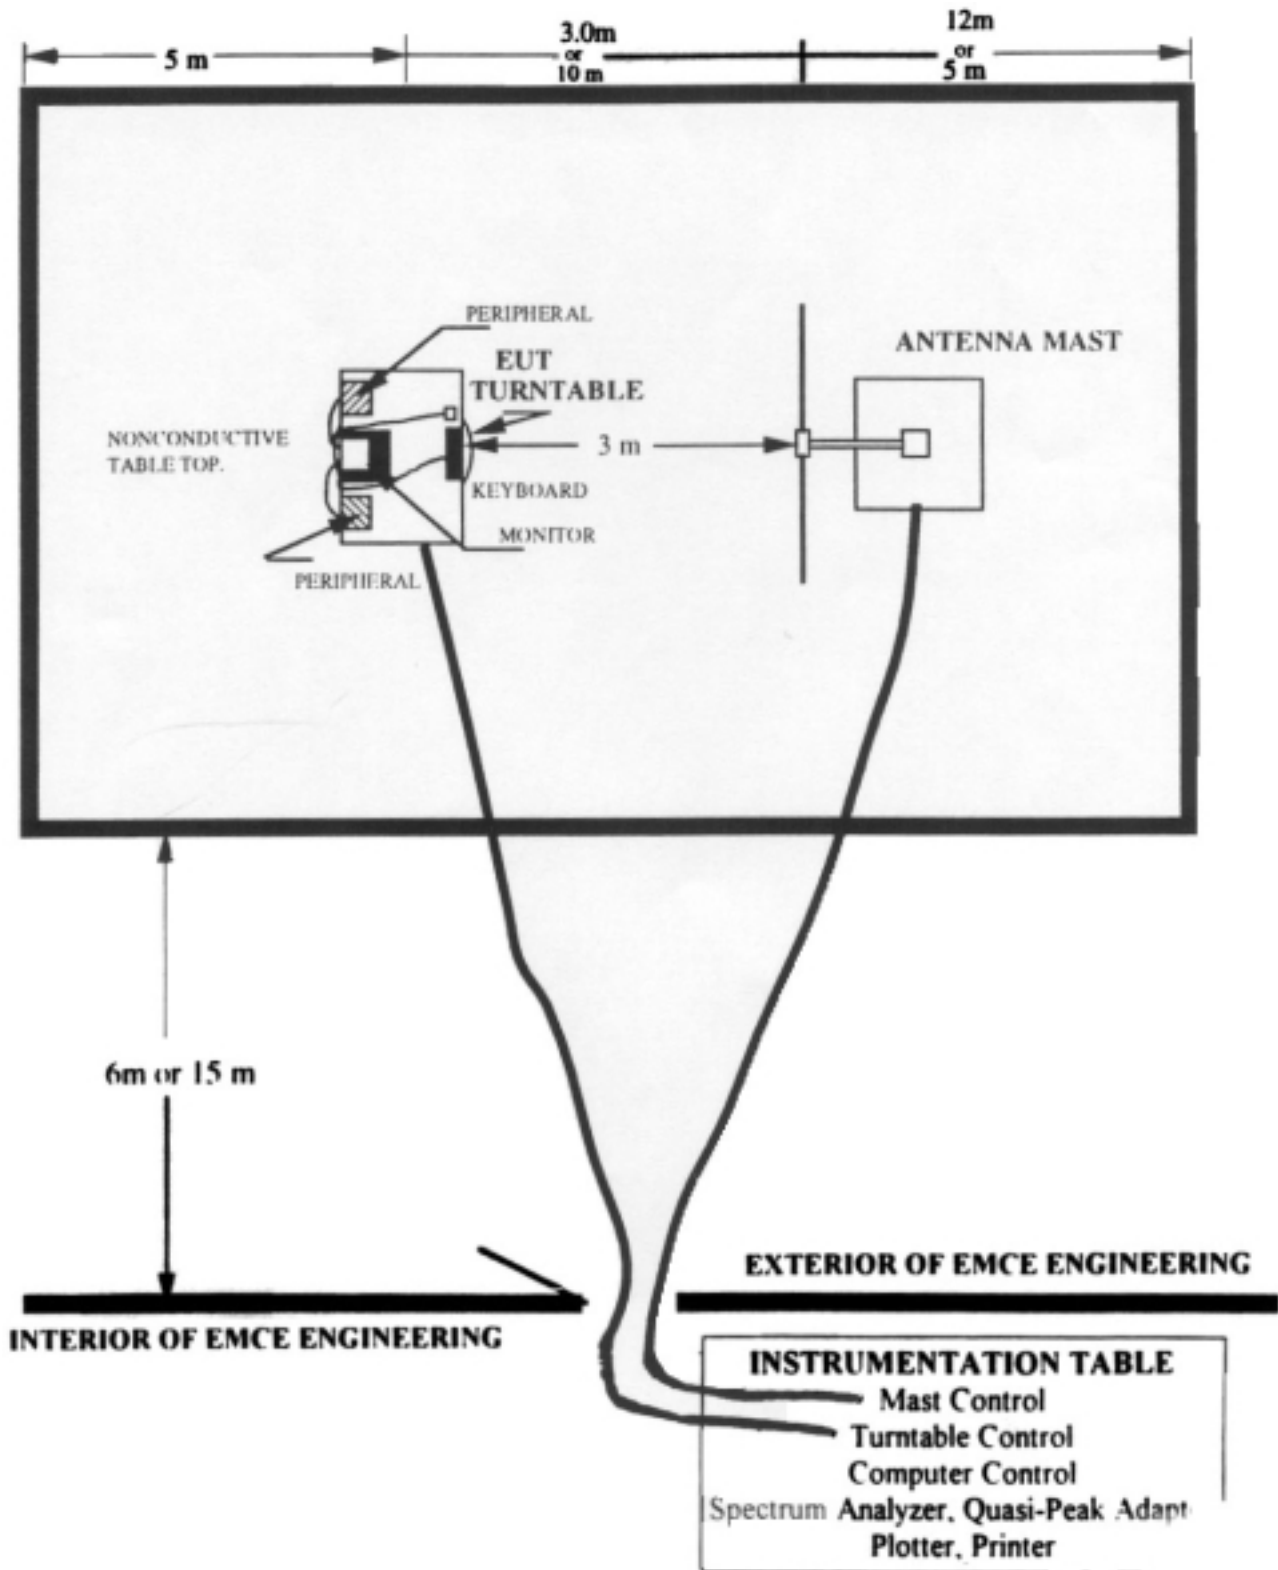 5 m
3.0m
or
10 m
12m
or
5 m
PERIPHERAL
EUT
TURNTABLE
ANTENNA MAST
NONCONDUCTIVE
TABLE TOP.
3 m
KEYBOARD
MONITOR
PERIPHERAL
6m or 15 m
EXTERIOR OF EMCE ENGINEERING
INTERIOR OF EMCE ENGINEERING
INSTRUMENTATION TABLE
Mast Control
Turntable Control
Computer Control
Spectrum Analyzer, Quasi-Peak Adapt
Plotter, Printer